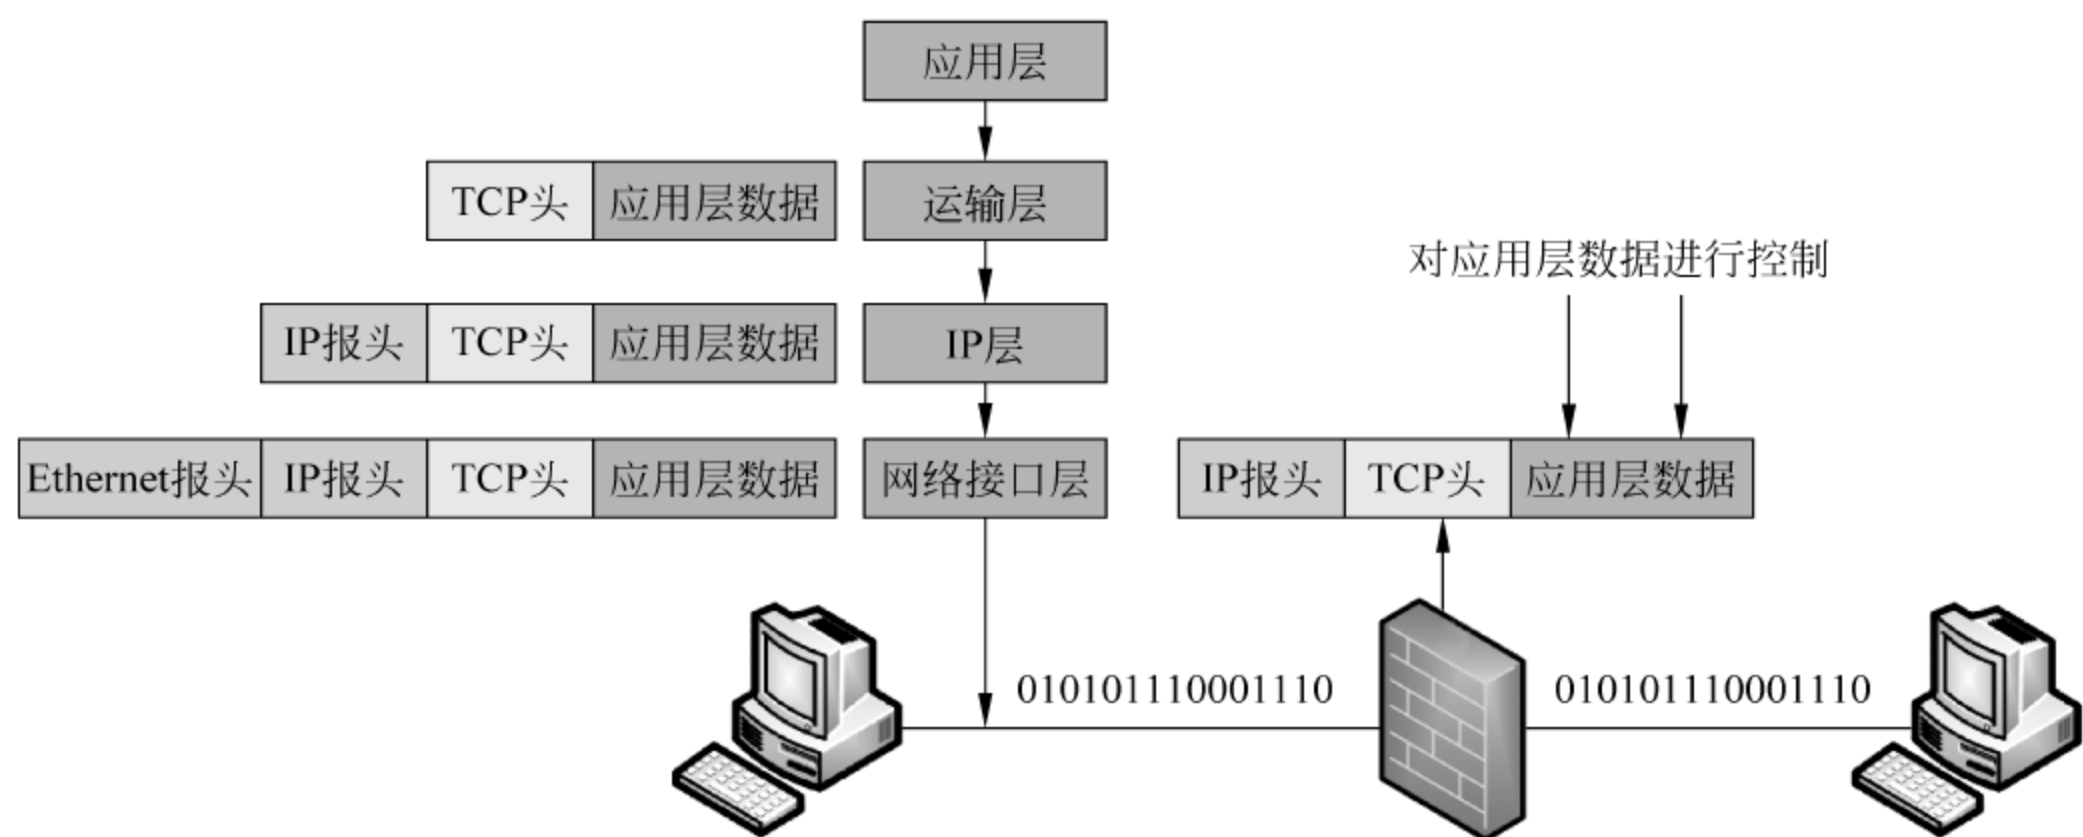 应用层
TCP头 应用层数据 运输层
对应用层数据进行控制
IP报头 TCP头 应用层数据 IP层
Ethernet报头 IP报头 TCP头 应用层数据 网络接口层 IP报头 TCP头 应用层数据
010101110001110 010101110001110